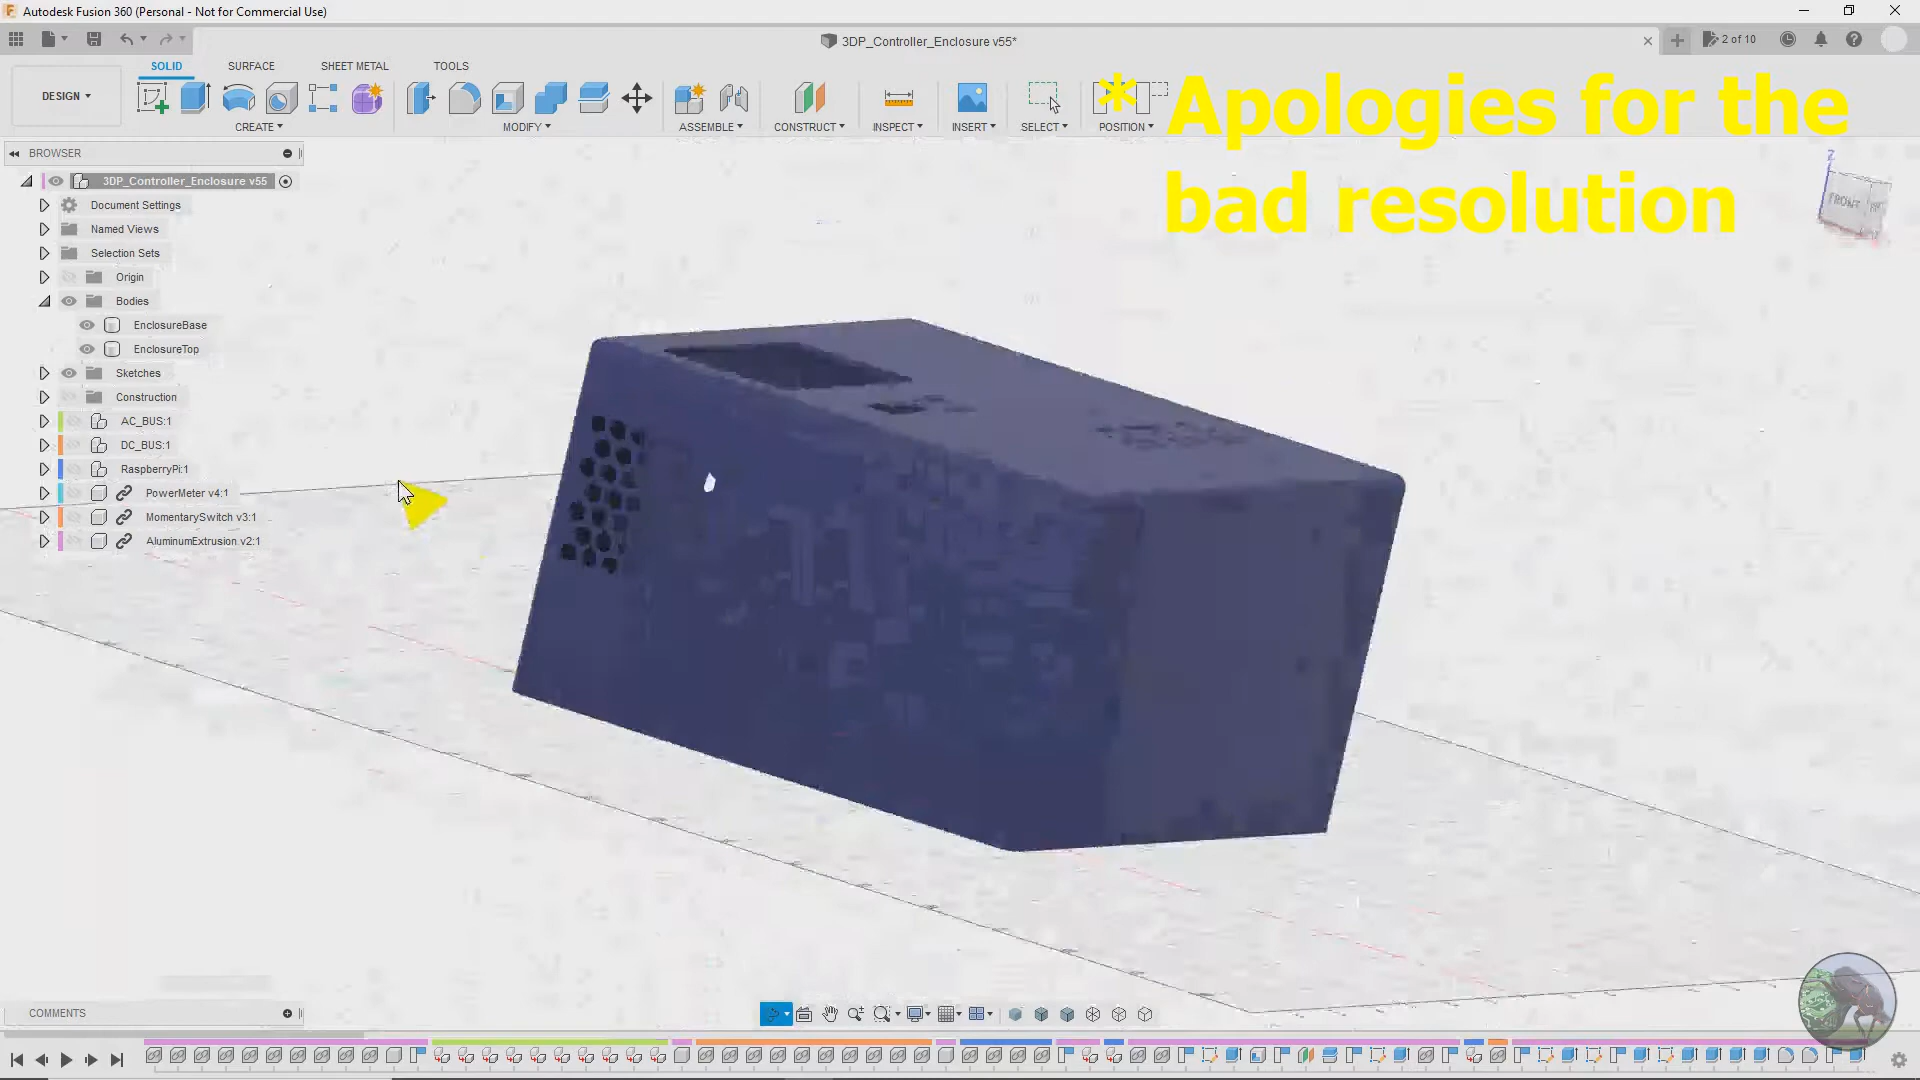 Autodesk Fusion 360 (Personal - Not for Commercial Use)
3DP_Controller_Enclosure v55*
2 of 10
SOLID SURFACE SHEET METAL TOOLS
DESIGN
CREATE MODIFY ASSEMBLE CONSTRUCT INSPECT INSERT SELECT POSITION
* Apologies for the
bad resolution
BROWSER
3DP_Controller_Enclosure v55
Document Settings
Named Views
Selection Sets
Origin
Bodies
EnclosureBase
EnclosureTop
Sketches
Construction
AC_BUS:1
DC_BUS:1
RaspberryPi:1
PowerMeter v4:1
MomentarySwitch v3:1
AluminumExtrusion v2:1
Z
FRONT
COMMENTS